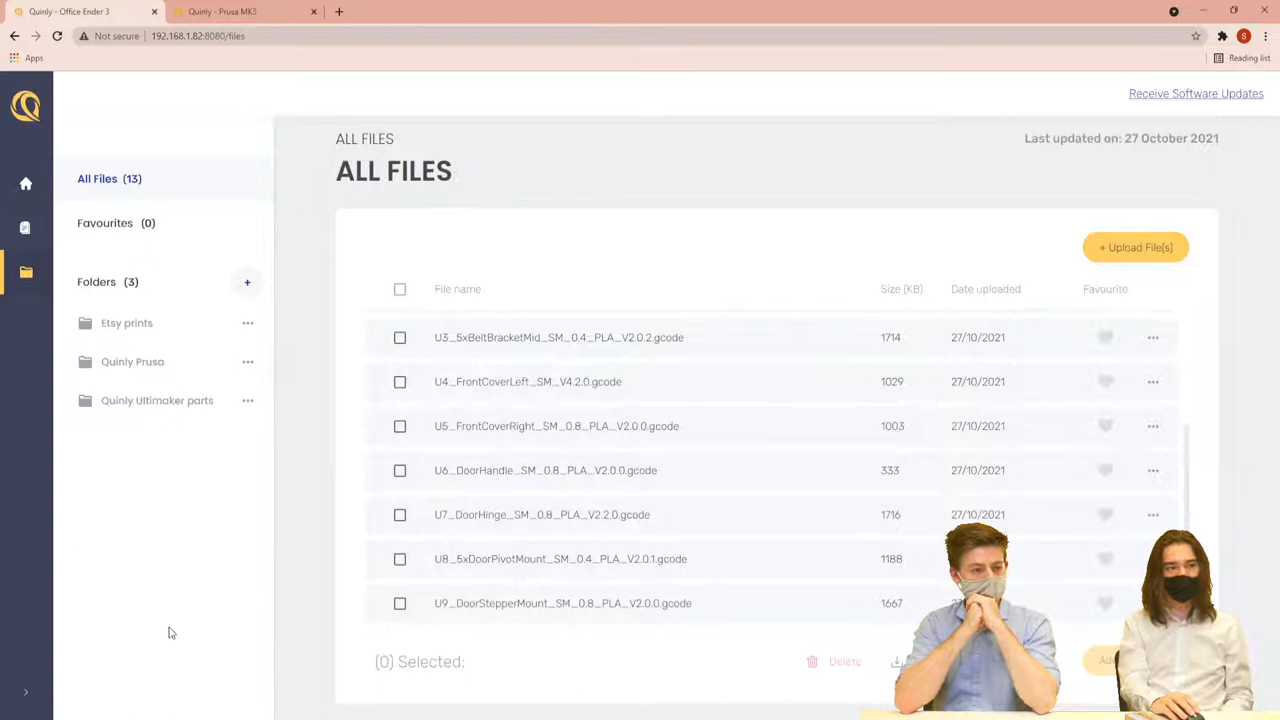 Quinly - Office Ender 3
Quinly - Prusa MK3
Not secure 192.168.1.82:8080/files
S
Apps
Reading list
Receive Software Updates
ALL FILES
Last updated on: 27 October 2021
ALL FILES
All Files (13)
Favourites (0)
Folders (3)
+
Etsy prints
Quinly Prusa
Quinly Ultimaker parts
+ Upload File(s)
File name Size (KB) Date uploaded Favourite
U3_5xBeltBracketMid_SM_0.4_PLA_V2.0.2.gcode 1714 27/10/2021
U4_FrontCoverLeft_SM_V4.2.0.gcode 1029 27/10/2021
U5_FrontCoverRight_SM_0.8_PLA_V2.0.0.gcode 1003 27/10/2021
U6_DoorHandle_SM_0.8_PLA_V2.0.0.gcode 333 27/10/2021
U7_DoorHinge_SM_0.8_PLA_V2.2.0.gcode 1716 27/10/2021
U8_5xDoorPivotMount_SM_0.4_PLA_V2.0.1.gcode 1188
U9_DoorStepperMount_SM_0.8_PLA_V2.0.0.gcode 1667
(0) Selected: Delete